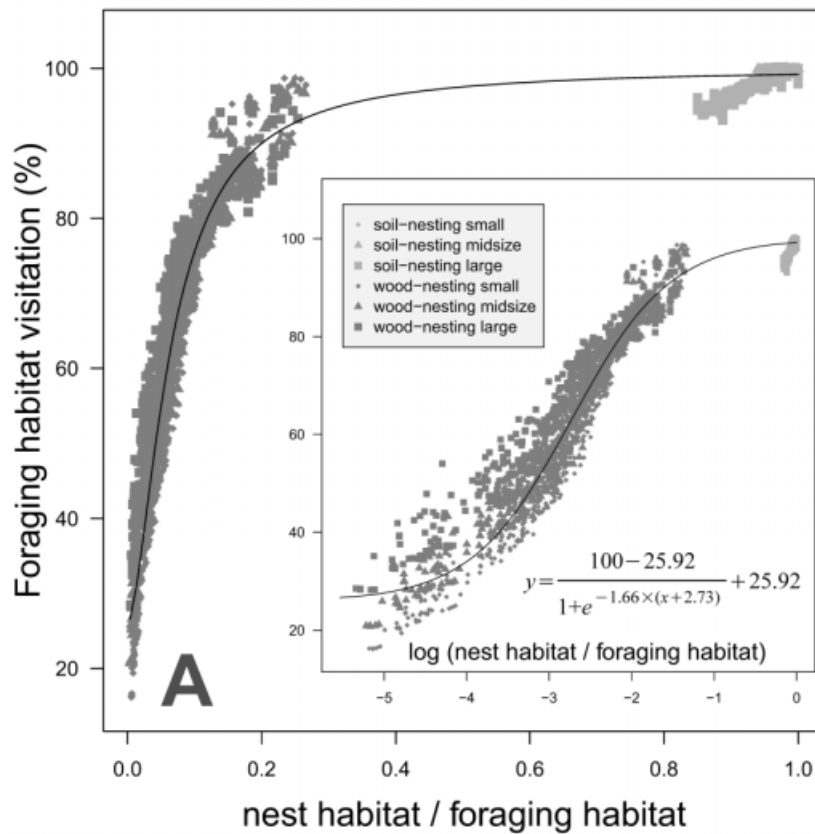 Foraging habitat visitation (%)
100
80
60
40
20
A
0.0 0.2 0.4 0.6 0.8 1.0
nest habitat / foraging habitat
soil−nesting small
soil−nesting midsize
soil−nesting large
wood−nesting small
wood−nesting midsize
wood−nesting large
100
80
60
40
20
y = (100−25.92) / (1+e^(−1.66×(x+2.73))) + 25.92
log (nest habitat / foraging habitat)
−5 −4 −3 −2 −1 0